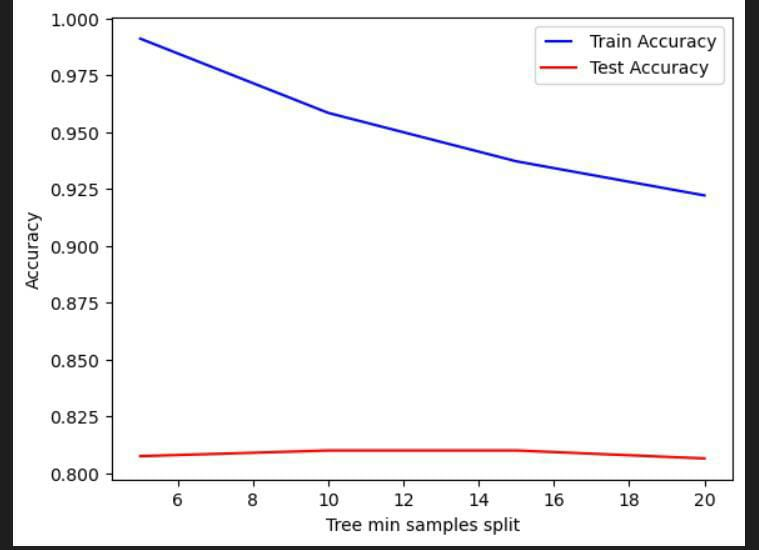 1.000
0.975
0.950
0.925
0.900
0.875
0.850
0.825
0.800
Accuracy
Train Accuracy
Test Accuracy
6 8 10 12 14 16 18 20
Tree min samples split